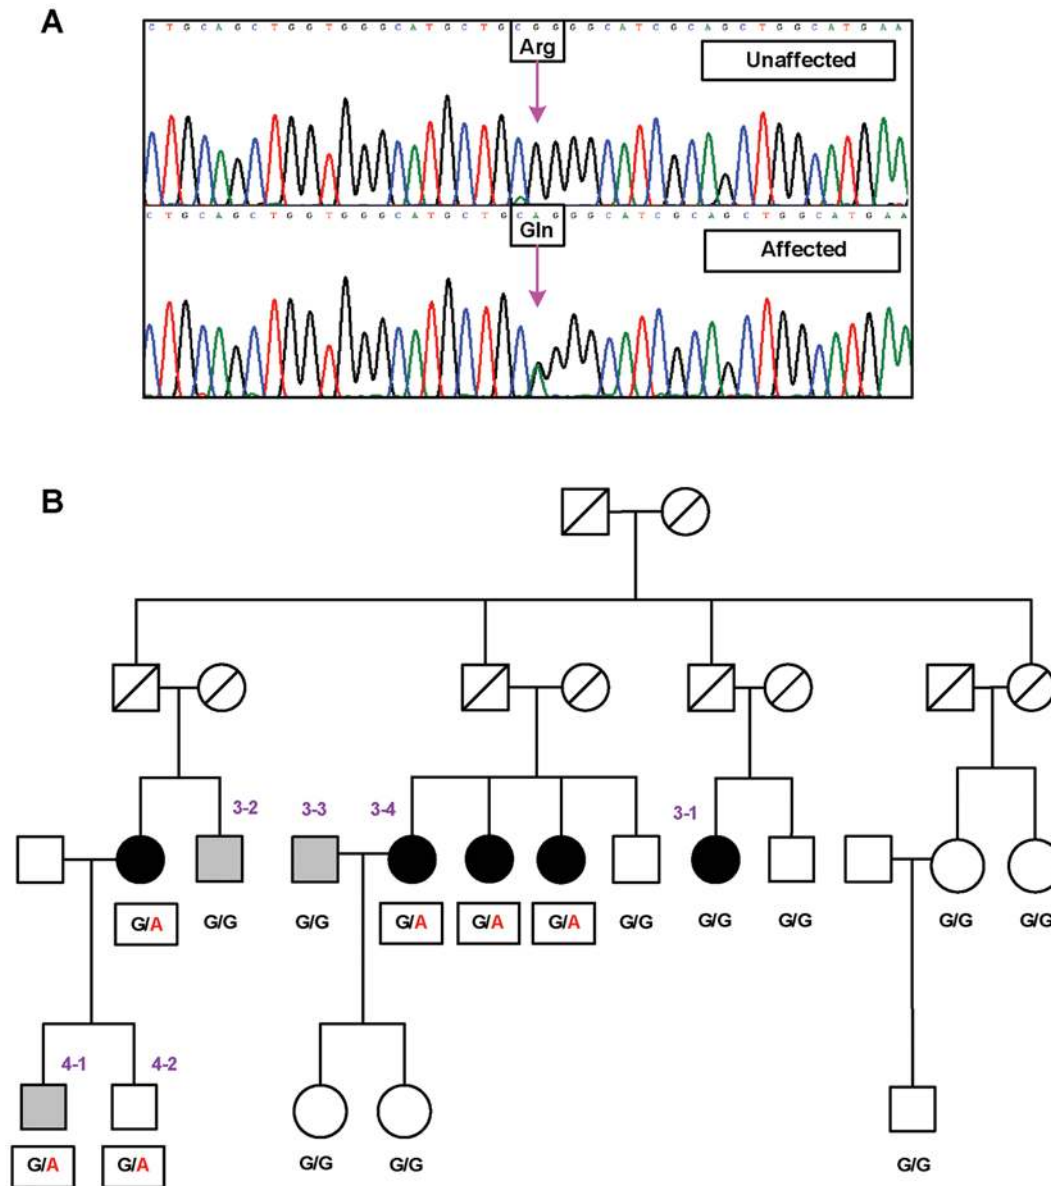 A
C T G C A G C T G G T G G G C A T G C T G C G G G G C A T C G C A G C T G G C A T G A A
Arg
Unaffected
C T G C A G C T G G T G G G C A T G C T G C A G G G C A T C G C A G C T G G C A T G A A
Gln
Affected
B
3-2 3-3 3-4 3-1
G/A G/G G/G G/A G/A G/A G/G G/G G/G G/G G/G
4-1 4-2
G/A G/A G/G G/G G/G